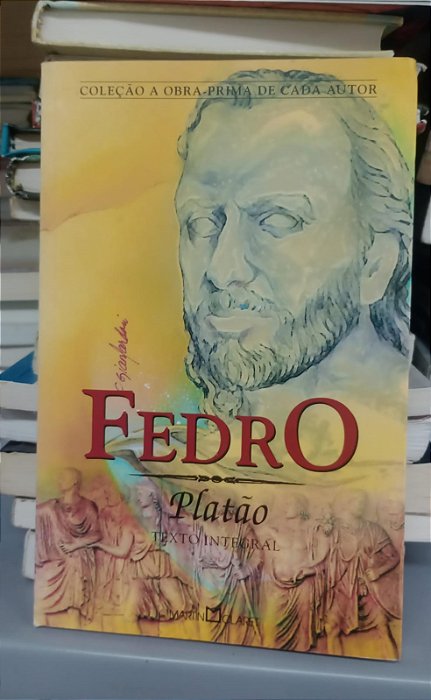 COLEÇÃO A OBRA-PRIMA DE CADA AUTOR
FEDRO
Platão
TEXTO INTEGRAL
MARTIN CLARET